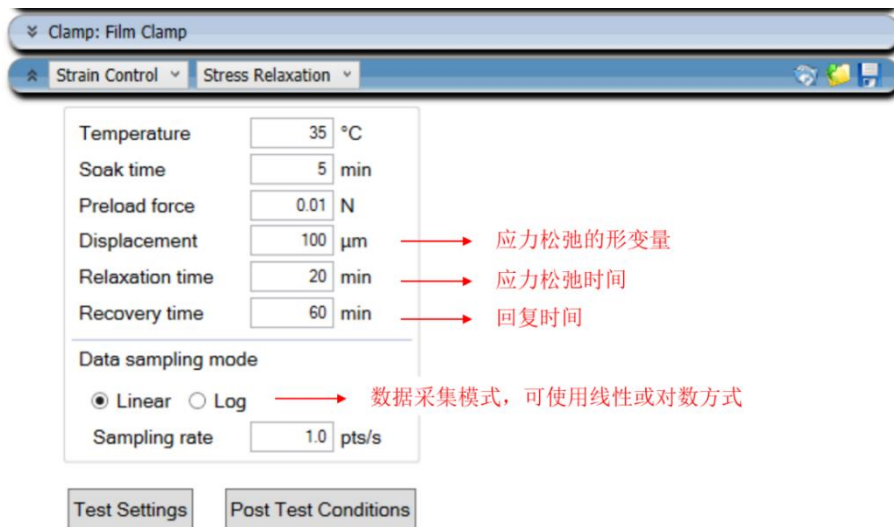 Clamp: Film Clamp
Strain Control Stress Relaxation
Temperature 35 °C
Soak time 5 min
Preload force 0.01 N
Displacement 100 µm 应力松弛的形变量
Relaxation time 20 min 应力松弛时间
Recovery time 60 min 回复时间
Data sampling mode
Linear Log 数据采集模式，可使用线性或对数方式
Sampling rate 1.0 pts/s
Test Settings Post Test Conditions